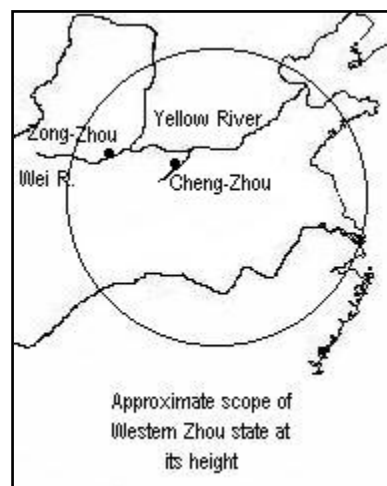 Yellow River
Zong-Zhou
Wei R.
Cheng-Zhou
Approximate scope of
Western Zhou state at
its height